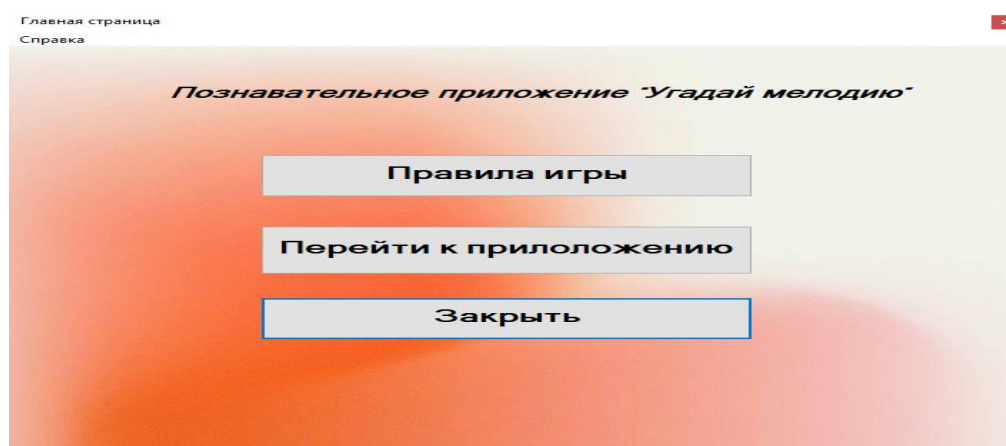 Главная страница
Справка
Познавательное приложение "Угадай мелодию"
Правила игры
Перейти к прилоложению
Закрыть